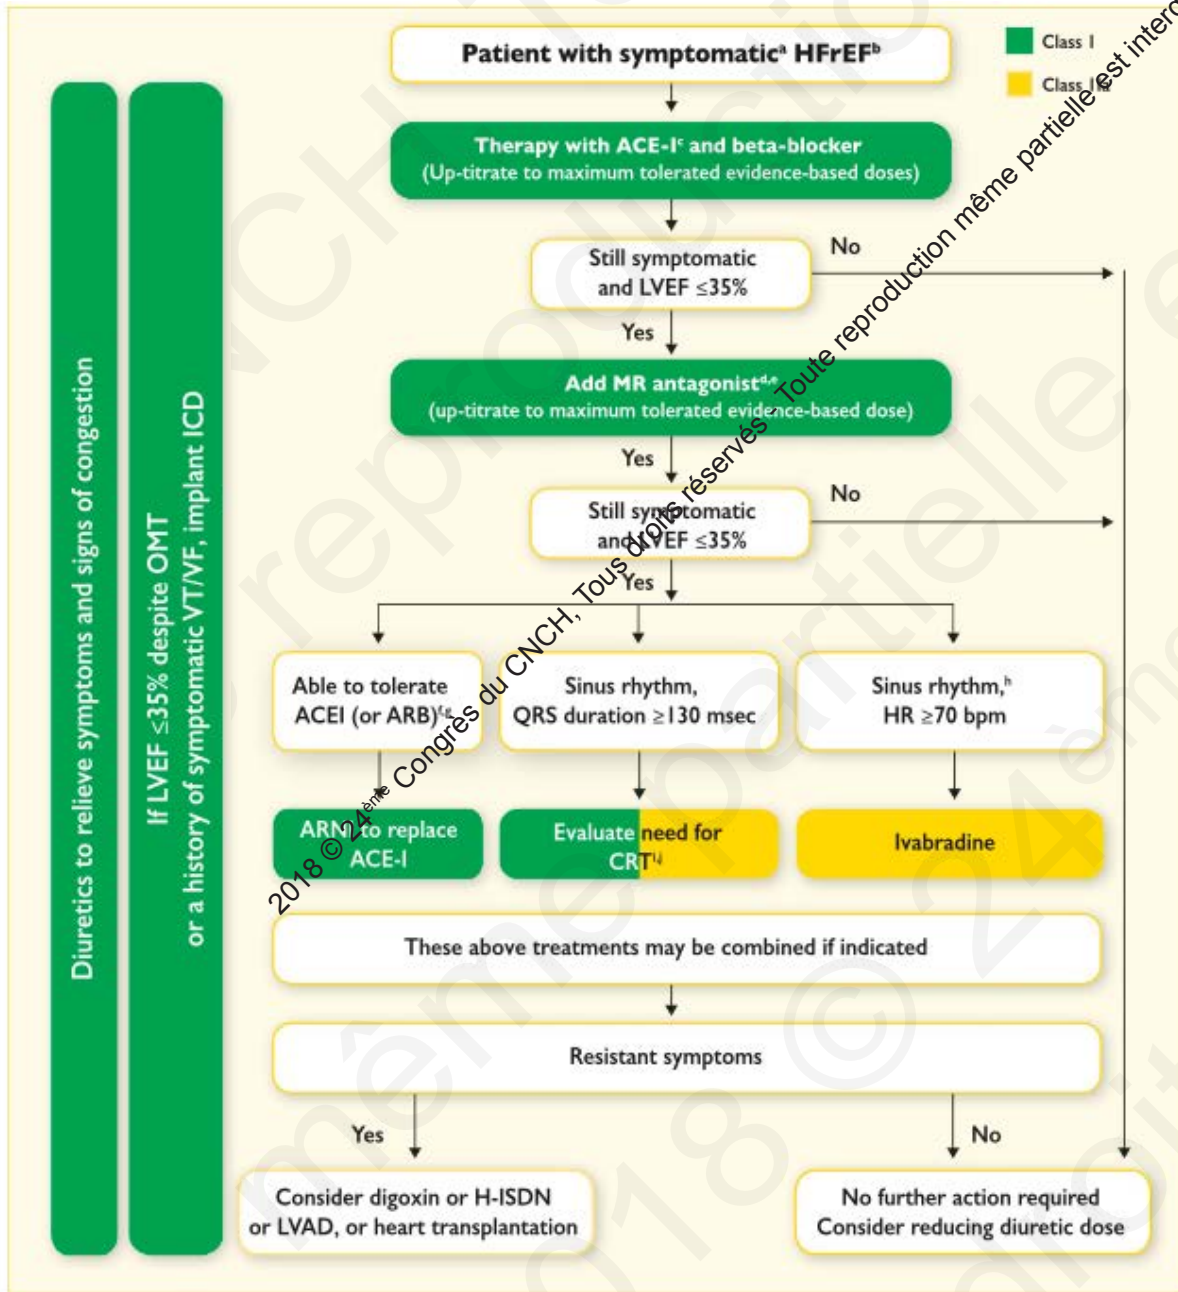 Patient with symptomaticᵃ HFrEFᵇ
Class I
Class IIa
Therapy with ACE-Iᶜ and beta-blocker
(Up-titrate to maximum tolerated evidence-based doses)
Still symptomatic
and LVEF ≤35%
No
Yes
Add MR antagonistᵈ,ᵉ
(up-titrate to maximum tolerated evidence-based dose)
Yes
Still symptomatic
and LVEF ≤35%
No
Yes
Able to tolerate
ACEI (or ARB)ᶠ,ᵍ
Sinus rhythm,
QRS duration ≥130 msec
Sinus rhythm,ʰ
HR ≥70 bpm
ARNI to replace
ACE-I
Evaluate need for
CRTⁱ,ʲ
Ivabradine
These above treatments may be combined if indicated
Resistant symptoms
Yes
No
Consider digoxin or H-ISDN
or LVAD, or heart transplantation
No further action required
Consider reducing diuretic dose
Diuretics to relieve symptoms and signs of congestion
If LVEF ≤35% despite OMT
or a history of symptomatic VT/VF, implant ICD
2018 © 24ème Congrès du CNCH, Tous droits réservés - Toute reproduction même partielle est